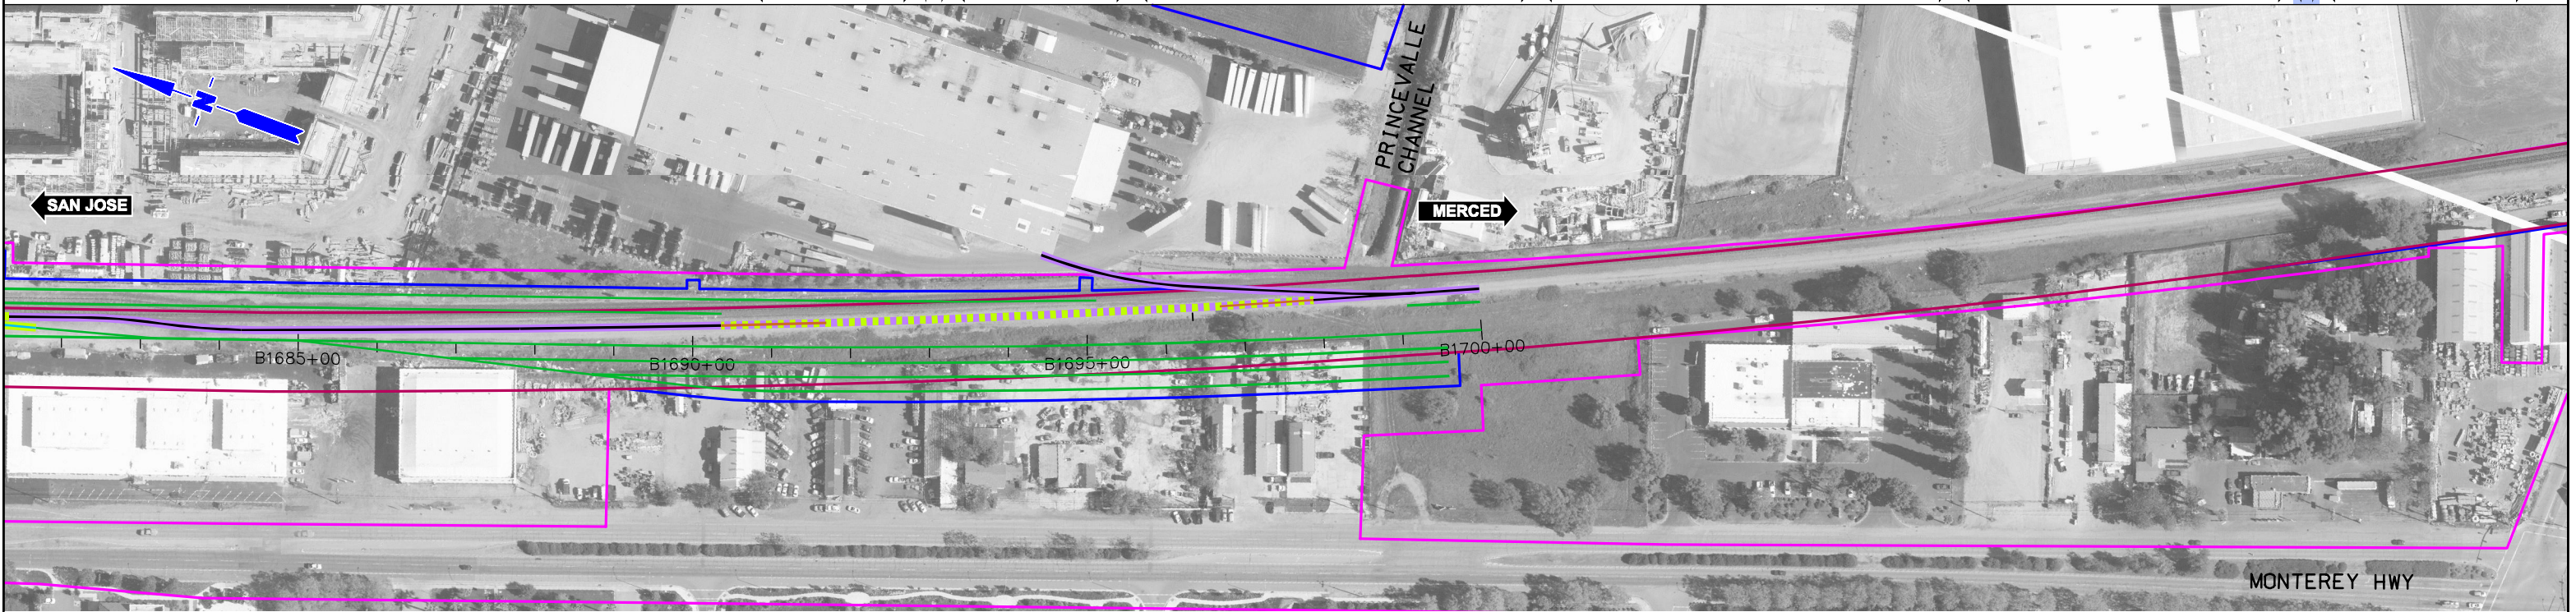 PRINCEVALLE
CHANNEL
N
SAN JOSE
MERCED
B1685+00
B1690+00
B1695+00
B1700+00
MONTEREY HWY